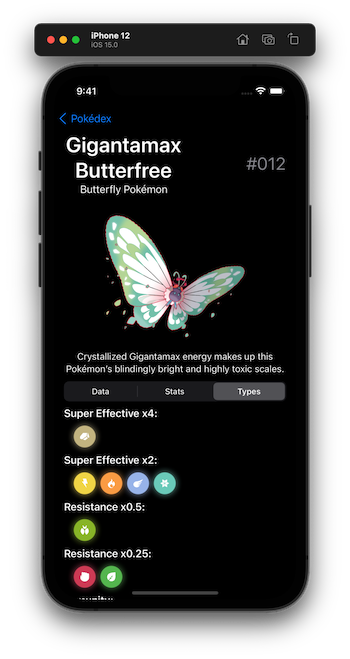 iPhone 12
iOS 15.0
9:41
Pokédex
Gigantamax
Butterfree
#012
Butterfly Pokémon
Crystallized Gigantamax energy makes up this
Pokémon's blindingly bright and highly toxic scales.
Data Stats Types
Super Effective x4:
Super Effective x2:
Resistance x0.5:
Resistance x0.25: